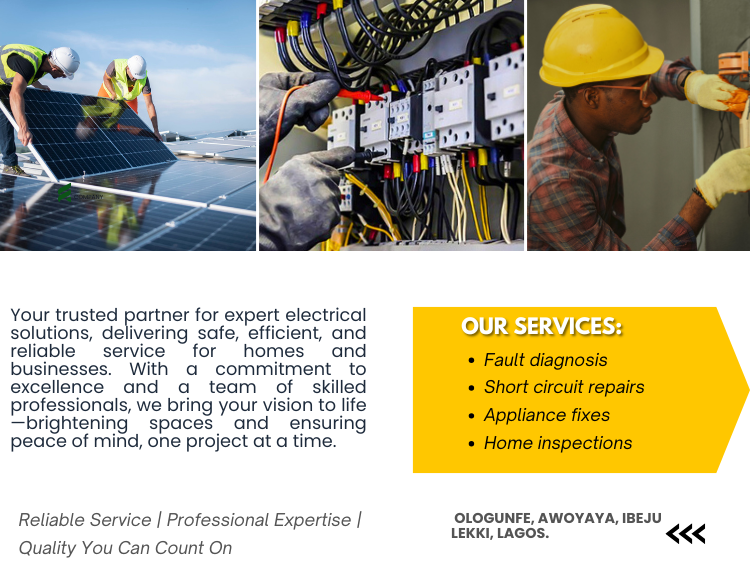 Your trusted partner for expert electrical
solutions, delivering safe, efficient, and
reliable service for homes and
businesses. With a commitment to
excellence and a team of skilled
professionals, we bring your vision to life
—brightening spaces and ensuring
peace of mind, one project at a time.
OUR SERVICES:
• Fault diagnosis
• Short circuit repairs
• Appliance fixes
• Home inspections
Reliable Service | Professional Expertise |
Quality You Can Count On
OLOGUNFE, AWOYAYA, IBEJU
LEKKI, LAGOS.